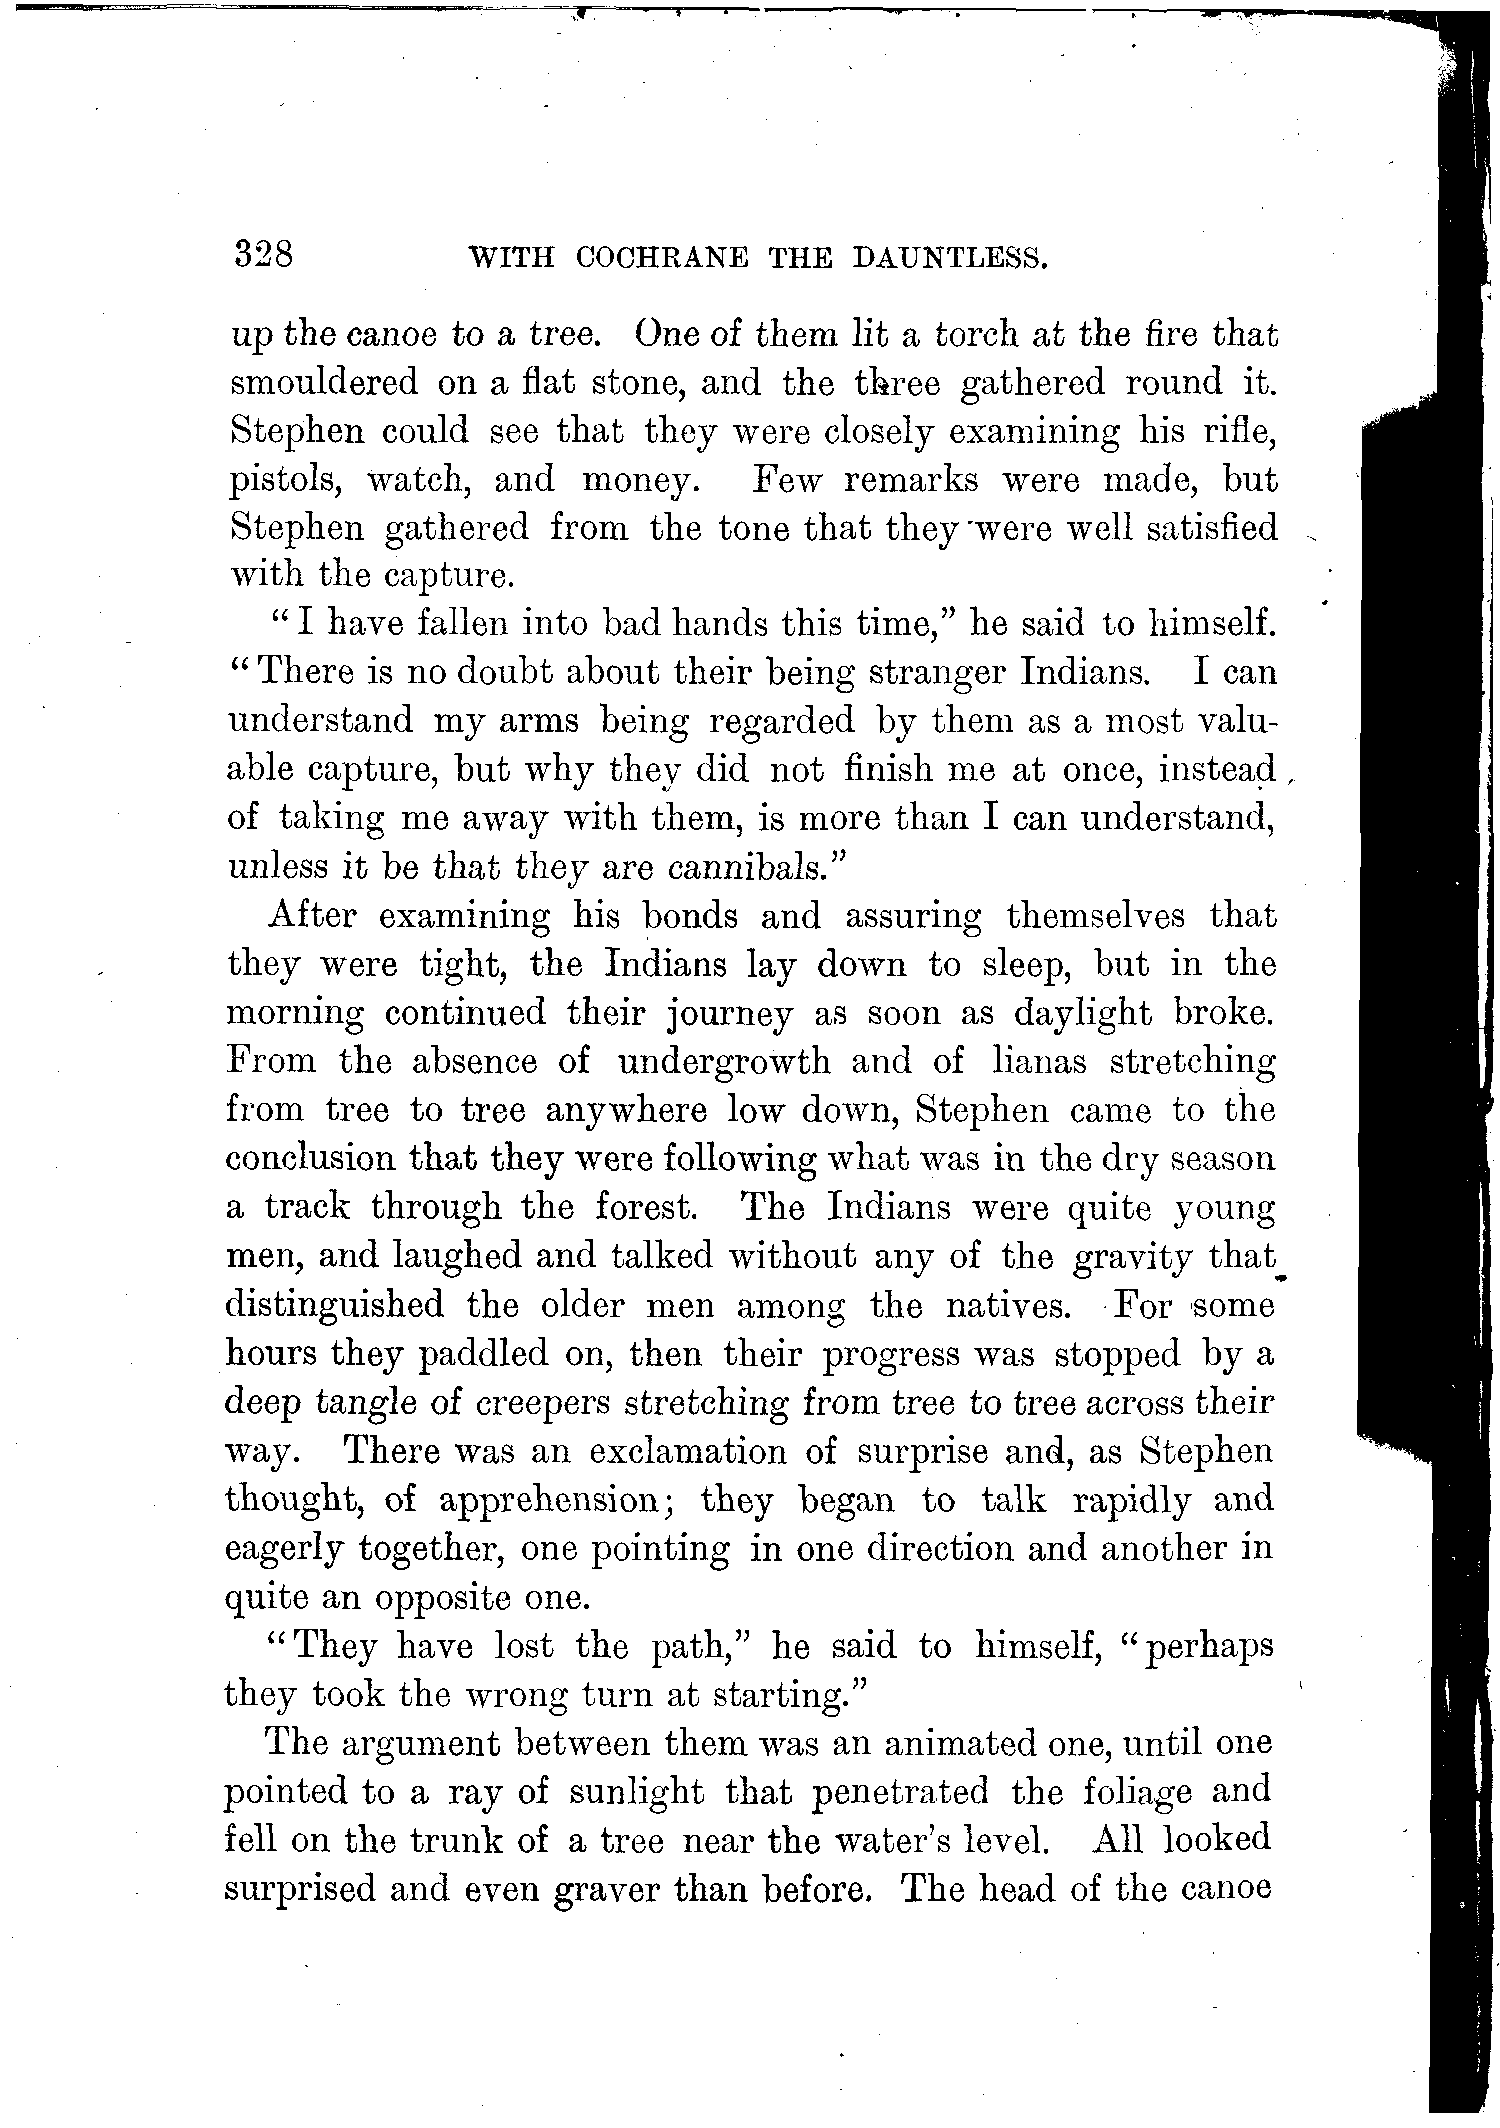 328 WITH COCHRANE THE DAUNTLESS.
up the canoe to a tree. One of them lit a torch at the fire that
smouldered on a flat stone, and the three gathered round it.
Stephen could see that they were closely examining his rifle,
pistols, watch, and money. Few remarks were made, but
Stephen gathered from the tone that they were well satisfied
with the capture.
“I have fallen into bad hands this time,” he said to himself.
“There is no doubt about their being stranger Indians. I can
understand my arms being regarded by them as a most valu-
able capture, but why they did not finish me at once, instead
of taking me away with them, is more than I can understand,
unless it be that they are cannibals.”
After examining his bonds and assuring themselves that
they were tight, the Indians lay down to sleep, but in the
morning continued their journey as soon as daylight broke.
From the absence of undergrowth and of lianas stretching
from tree to tree anywhere low down, Stephen came to the
conclusion that they were following what was in the dry season
a track through the forest. The Indians were quite young
men, and laughed and talked without any of the gravity that
distinguished the older men among the natives. For some
hours they paddled on, then their progress was stopped by a
deep tangle of creepers stretching from tree to tree across their
way. There was an exclamation of surprise and, as Stephen
thought, of apprehension; they began to talk rapidly and
eagerly together, one pointing in one direction and another in
quite an opposite one.
“They have lost the path,” he said to himself, “perhaps
they took the wrong turn at starting.”
The argument between them was an animated one, until one
pointed to a ray of sunlight that penetrated the foliage and
fell on the trunk of a tree near the water's level. All looked
surprised and even graver than before. The head of the canoe